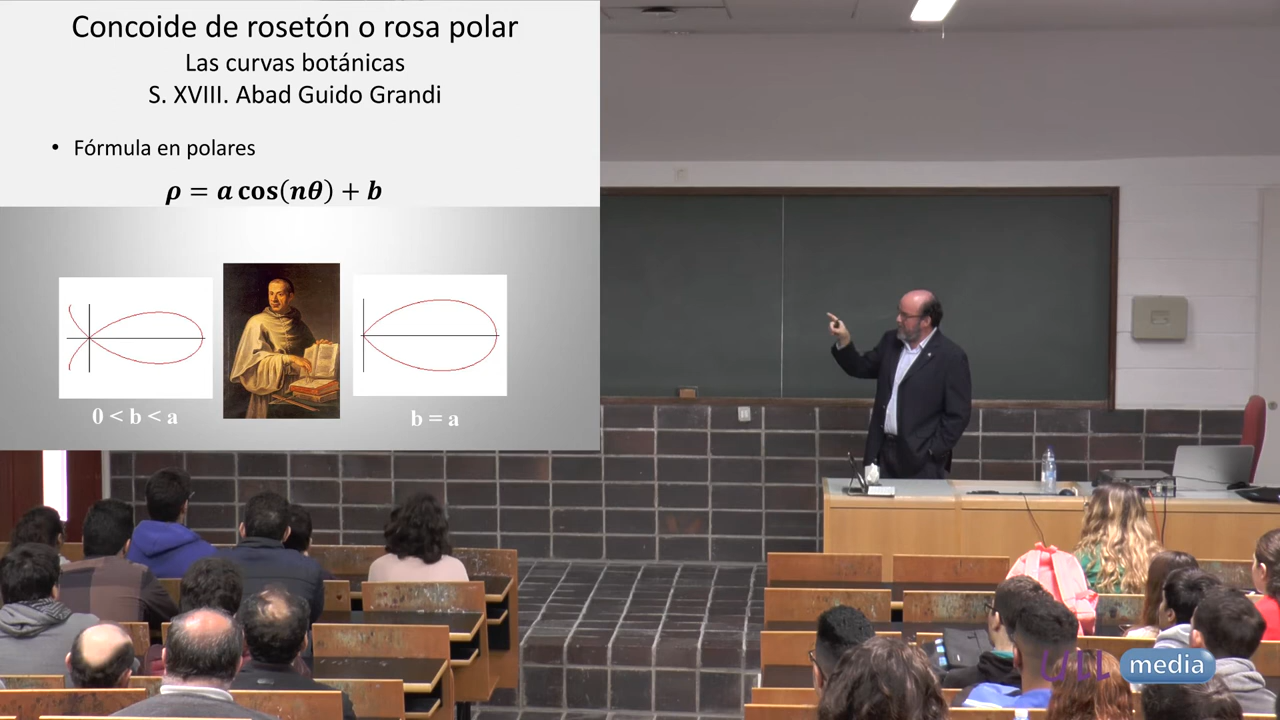 Concoide de rosetón o rosa polar
Las curvas botánicas
S. XVIII. Abad Guido Grandi
• Fórmula en polares
ρ = a cos(nθ) + b
0 < b < a
b = a
ULL media